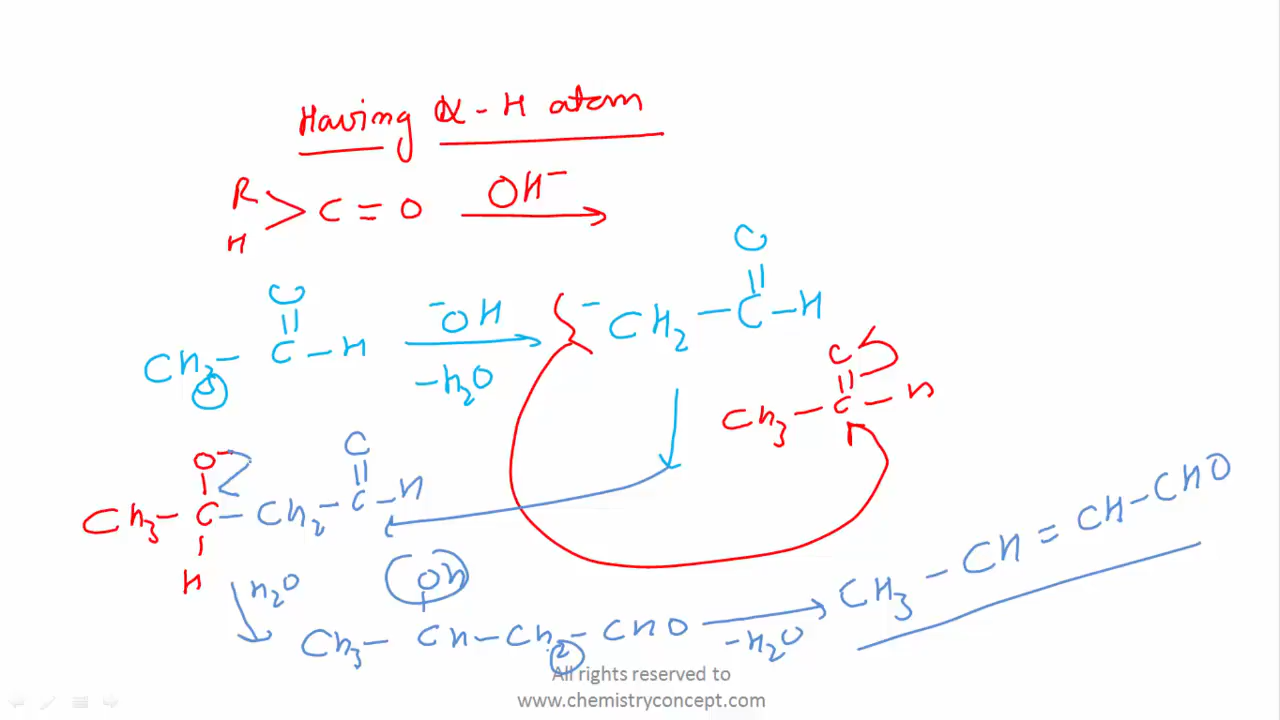 Having α - H atom
R
H > C = O OH⁻
O
||
CH₃ - C - H ⁻OH -H₂O
O
||
⁻CH₂ - C - H
O
||
CH₃ - C - H
O⁻ O
| ||
CH₃ - C - CH₂ - C - H
|
H
H₂O
OH
|
CH₃ - CH - CH₂ - CHO -H₂O CH₃ - CH = CH - CHO
All rights reserved to
www.chemistryconcept.com